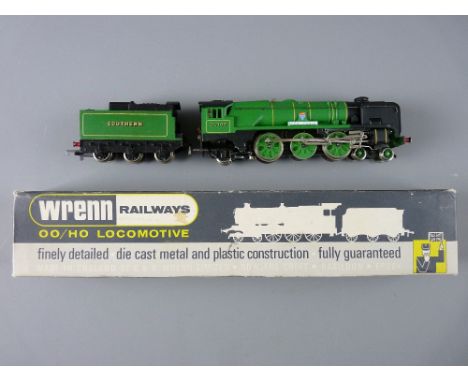 SOUTHERN
wrenn RAILWAYS
OO/HO LOCOMOTIVE
finely detailed die cast metal and plastic construction fully guaranteed